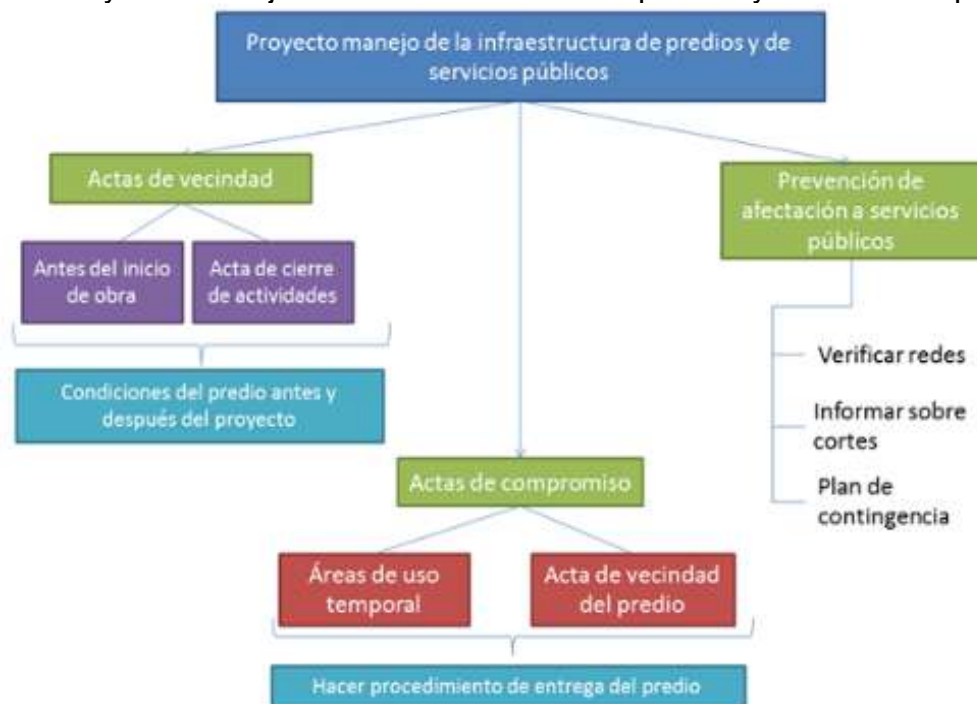 Proyecto manejo de la infraestructura de predios y de
servicios públicos
Actas de vecindad
Antes del inicio
de obra
Acta de cierre
de actividades
Condiciones del predio antes y
después del proyecto
Prevención de
afectación a servicios
públicos
Verificar redes
Informar sobre
cortes
Plan de
contingencia
Actas de compromiso
Áreas de uso
temporal
Acta de vecindad
del predio
Hacer procedimiento de entrega del predio